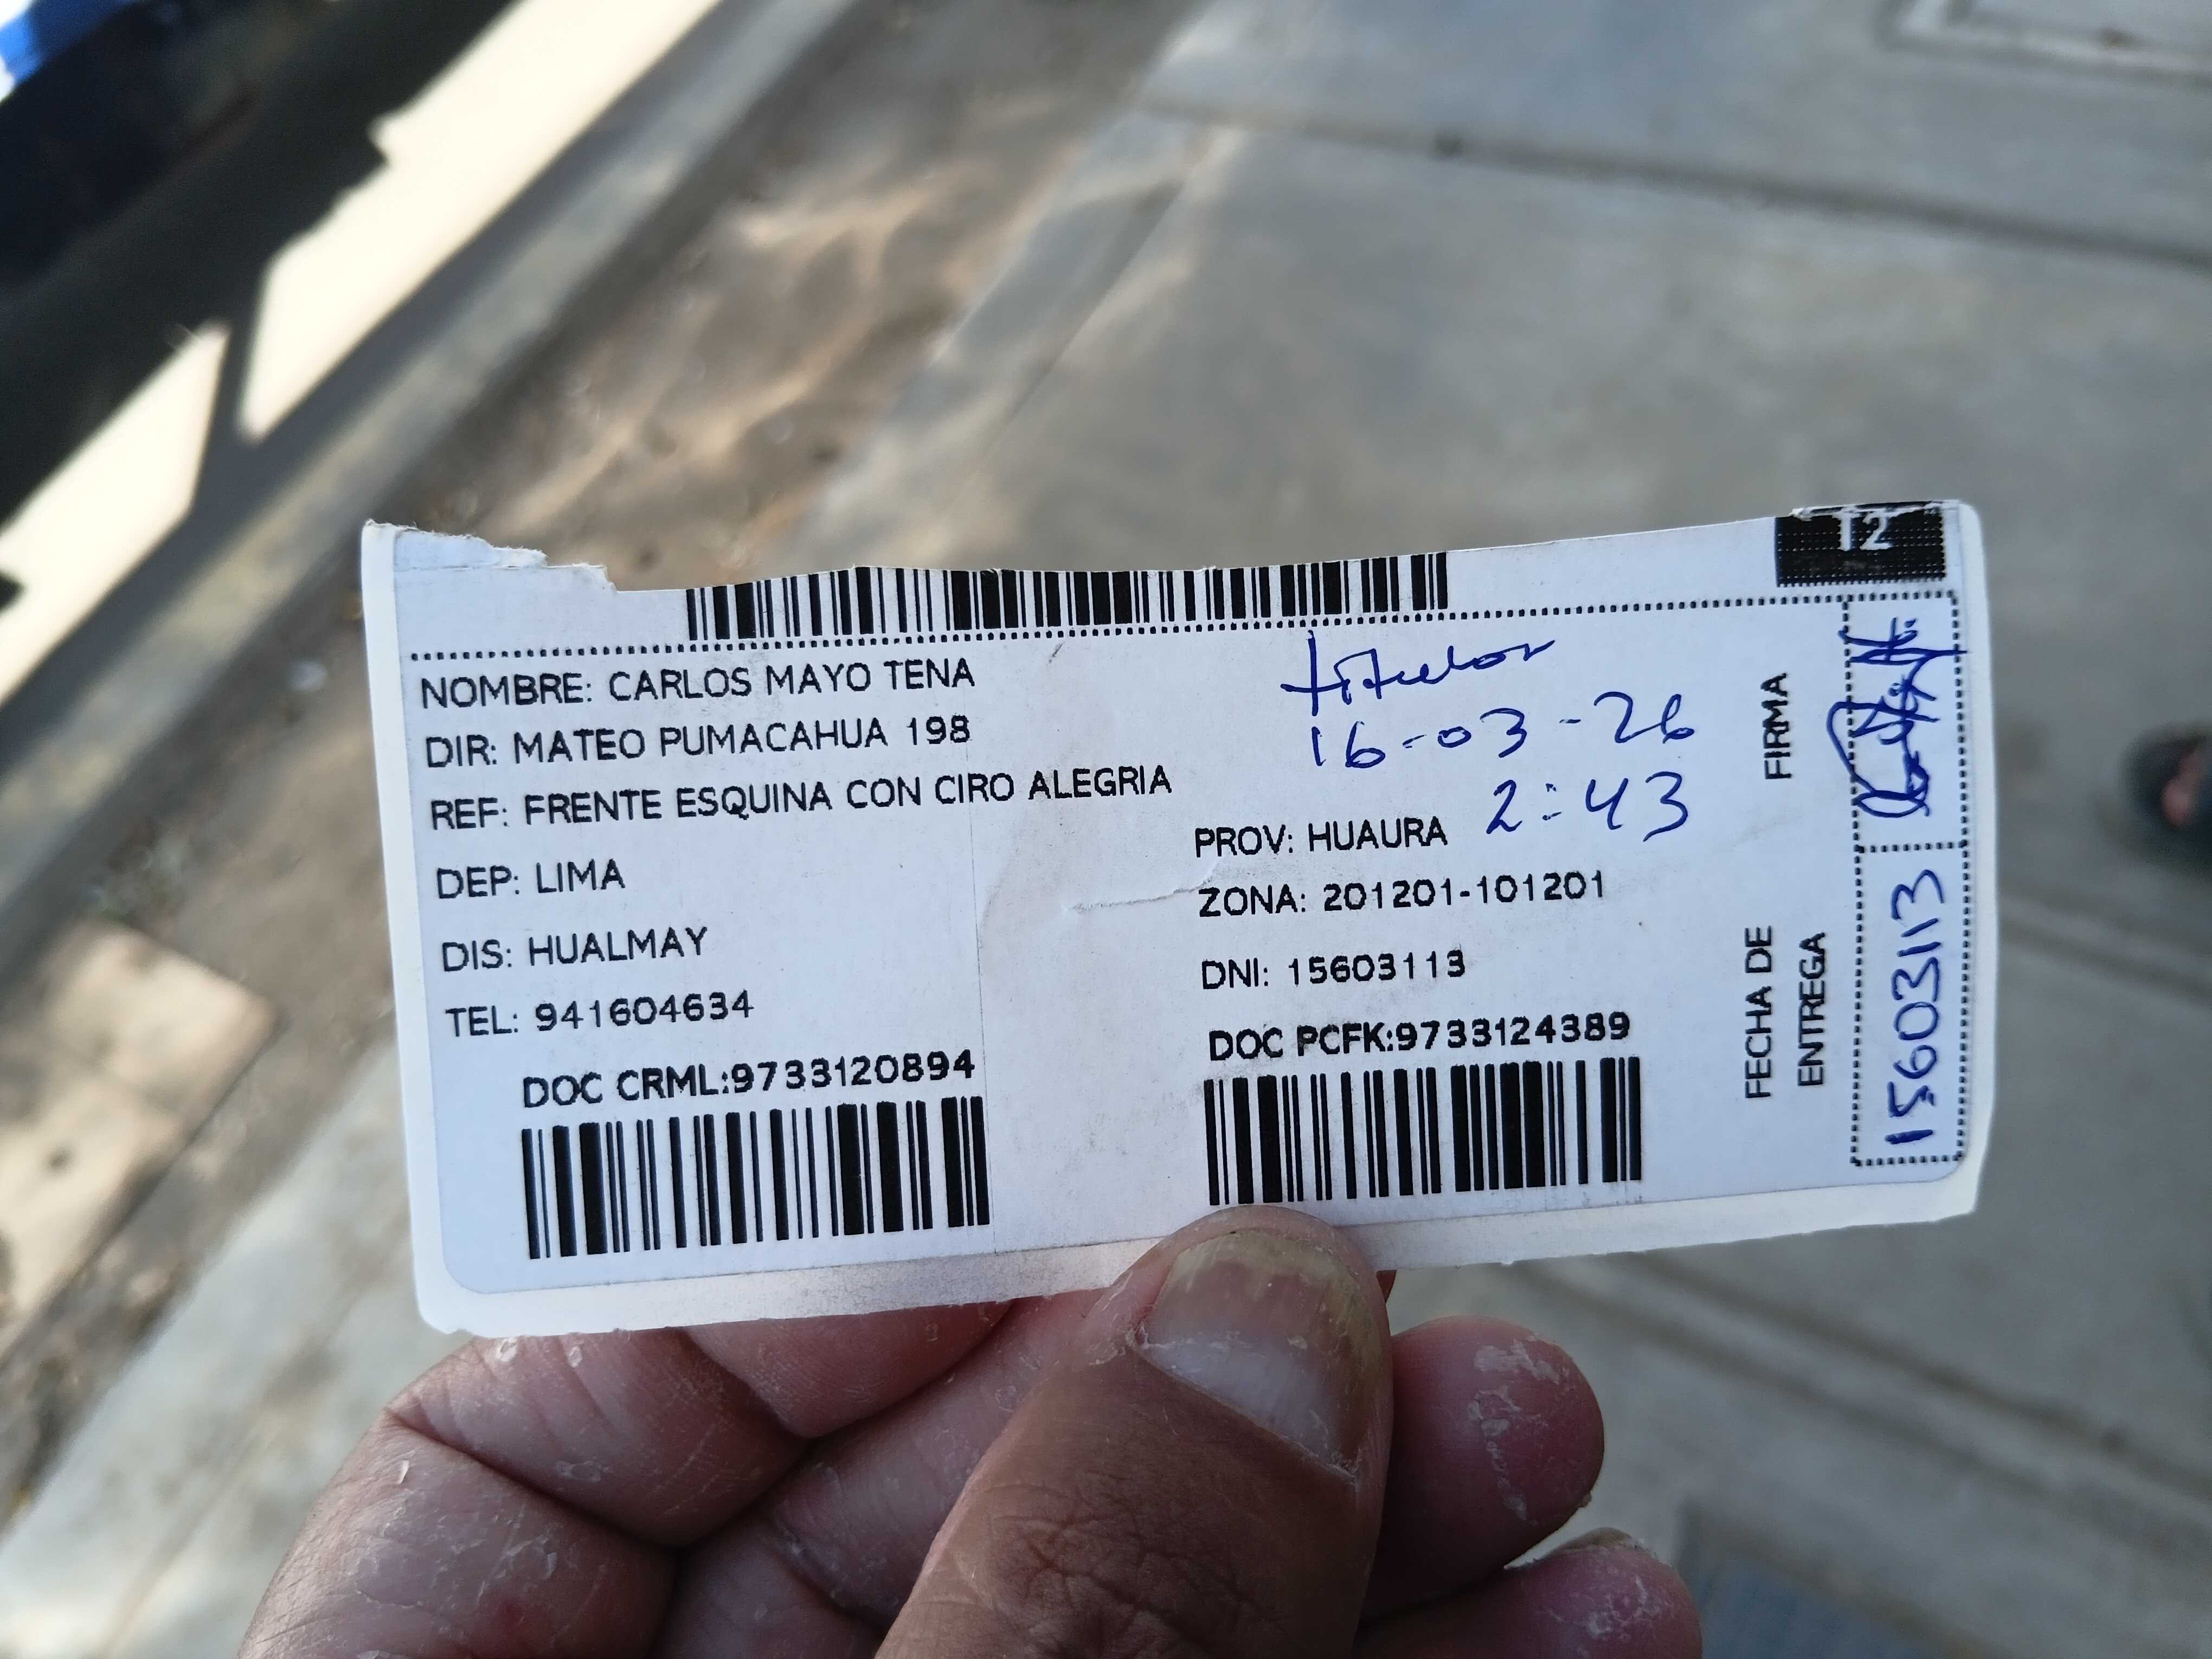 12
NOMBRE: CARLOS MAYO TENA
DIR: MATEO PUMACAHUA 198
REF: FRENTE ESQUINA CON CIRO ALEGRIA
DEP: LIMA
DIS: HUALMAY
TEL: 941604634
DOC CRML:9733120894
titular
16-03-26
2:43
PROV: HUAURA
ZONA: 201201-101201
DNI: 15603113
DOC PCFK:9733124389
FIRMA
FECHA DE
ENTREGA
15603113